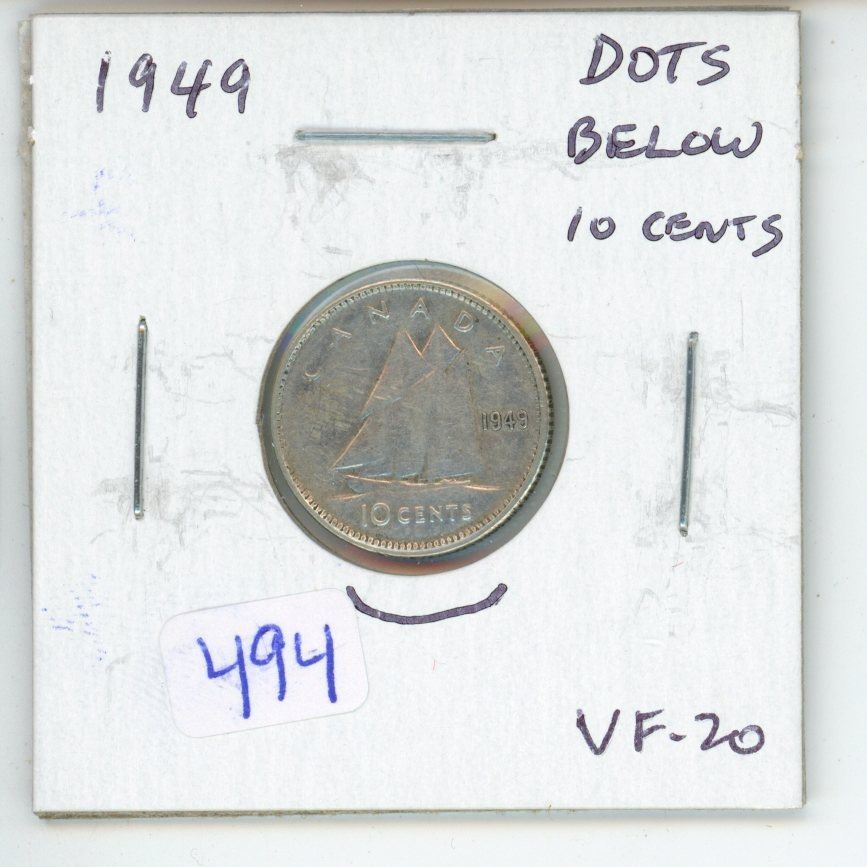 1949
DOTS
BELOW
10 CENTS
CANADA
1949
10 CENTS
494
VF-20